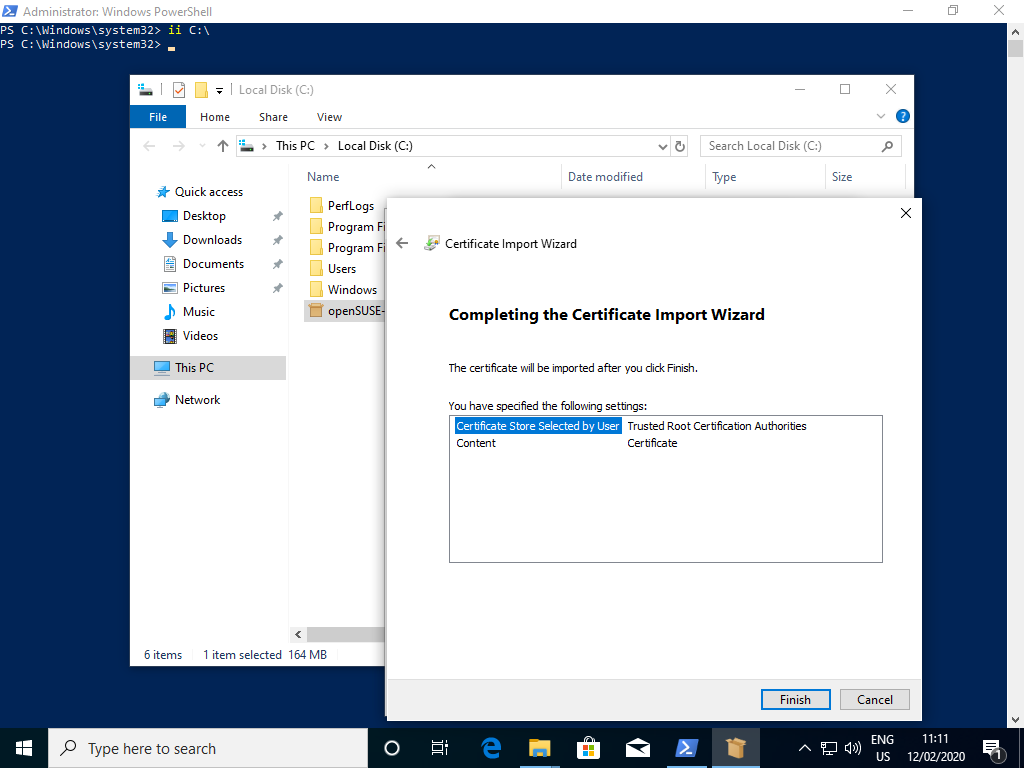 Administrator: Windows PowerShell
PS C:\Windows\system32> ii C:\
PS C:\Windows\system32>
Local Disk (C:)
File Home Share View
This PC Local Disk (C:)
Search Local Disk (C:)
Name Date modified Type Size
Quick access
Desktop
Downloads
Documents
Pictures
Music
Videos
This PC
Network
PerfLogs
Program Fi
Program Fi
Users
Windows
openSUSE-
6 items 1 item selected 164 MB
Certificate Import Wizard
Completing the Certificate Import Wizard
The certificate will be imported after you click Finish.
You have specified the following settings:
Certificate Store Selected by User Trusted Root Certification Authorities
Content Certificate
Finish Cancel
Type here to search
ENG
US
11:11
12/02/2020
1